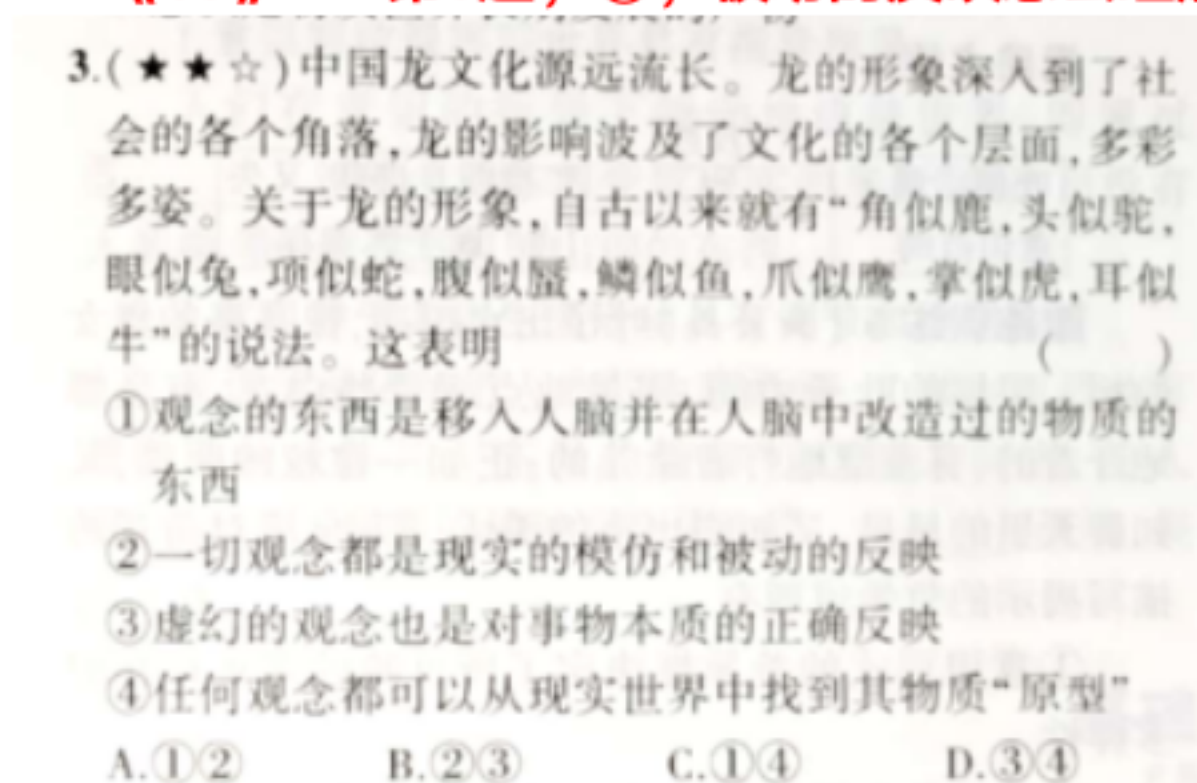 3.(★★☆)中国龙文化源远流长。龙的形象深入到了社
会的各个角落,龙的影响波及了文化的各个层面,多彩
多姿。关于龙的形象,自古以来就有“角似鹿,头似驼,
眼似兔,项似蛇,腹似蜃,鳞似鱼,爪似鹰,掌似虎,耳似
牛”的说法。这表明 ( )
①观念的东西是移入人脑并在人脑中改造过的物质的
东西
②一切观念都是现实的模仿和被动的反映
③虚幻的观念也是对事物本质的正确反映
④任何观念都可以从现实世界中找到其物质“原型”
A.①② B.②③ C.①④ D.③④